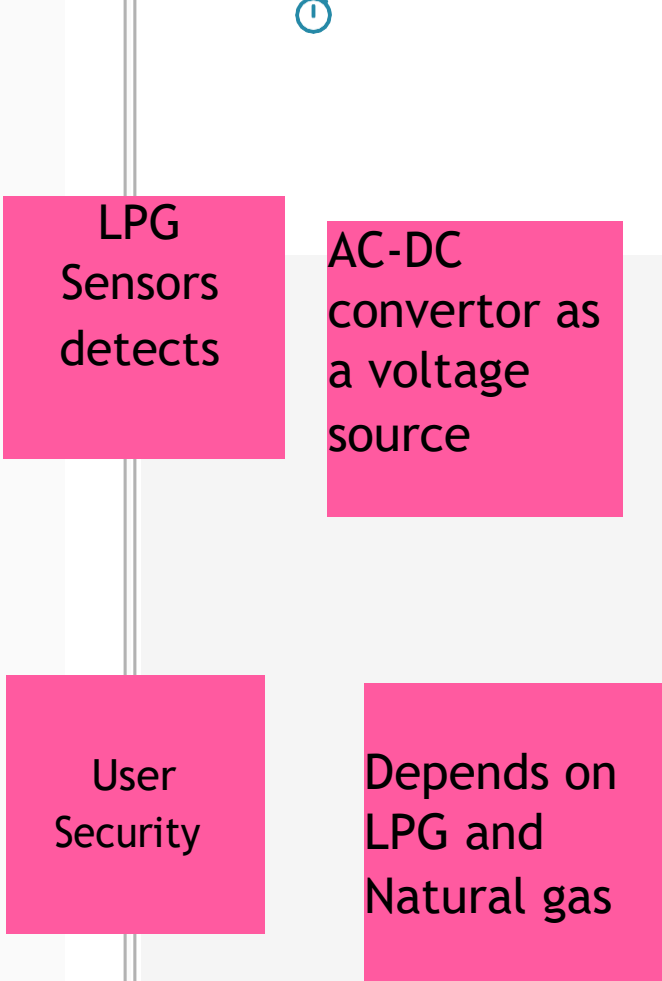 LPG
Sensors
detects
AC-DC
convertor as
a voltage
source
User
Security
Depends on
LPG and
Natural gas